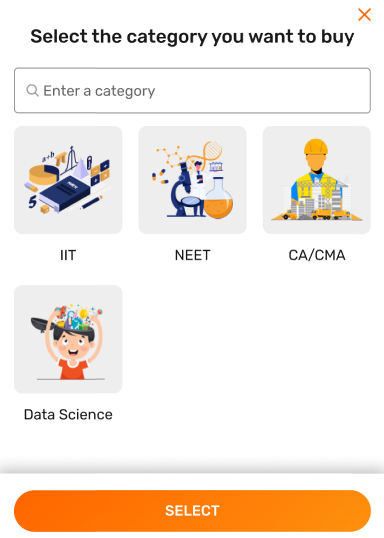 Select the category you want to buy
Enter a category
IIT
NEET
CA/CMA
Data Science
SELECT